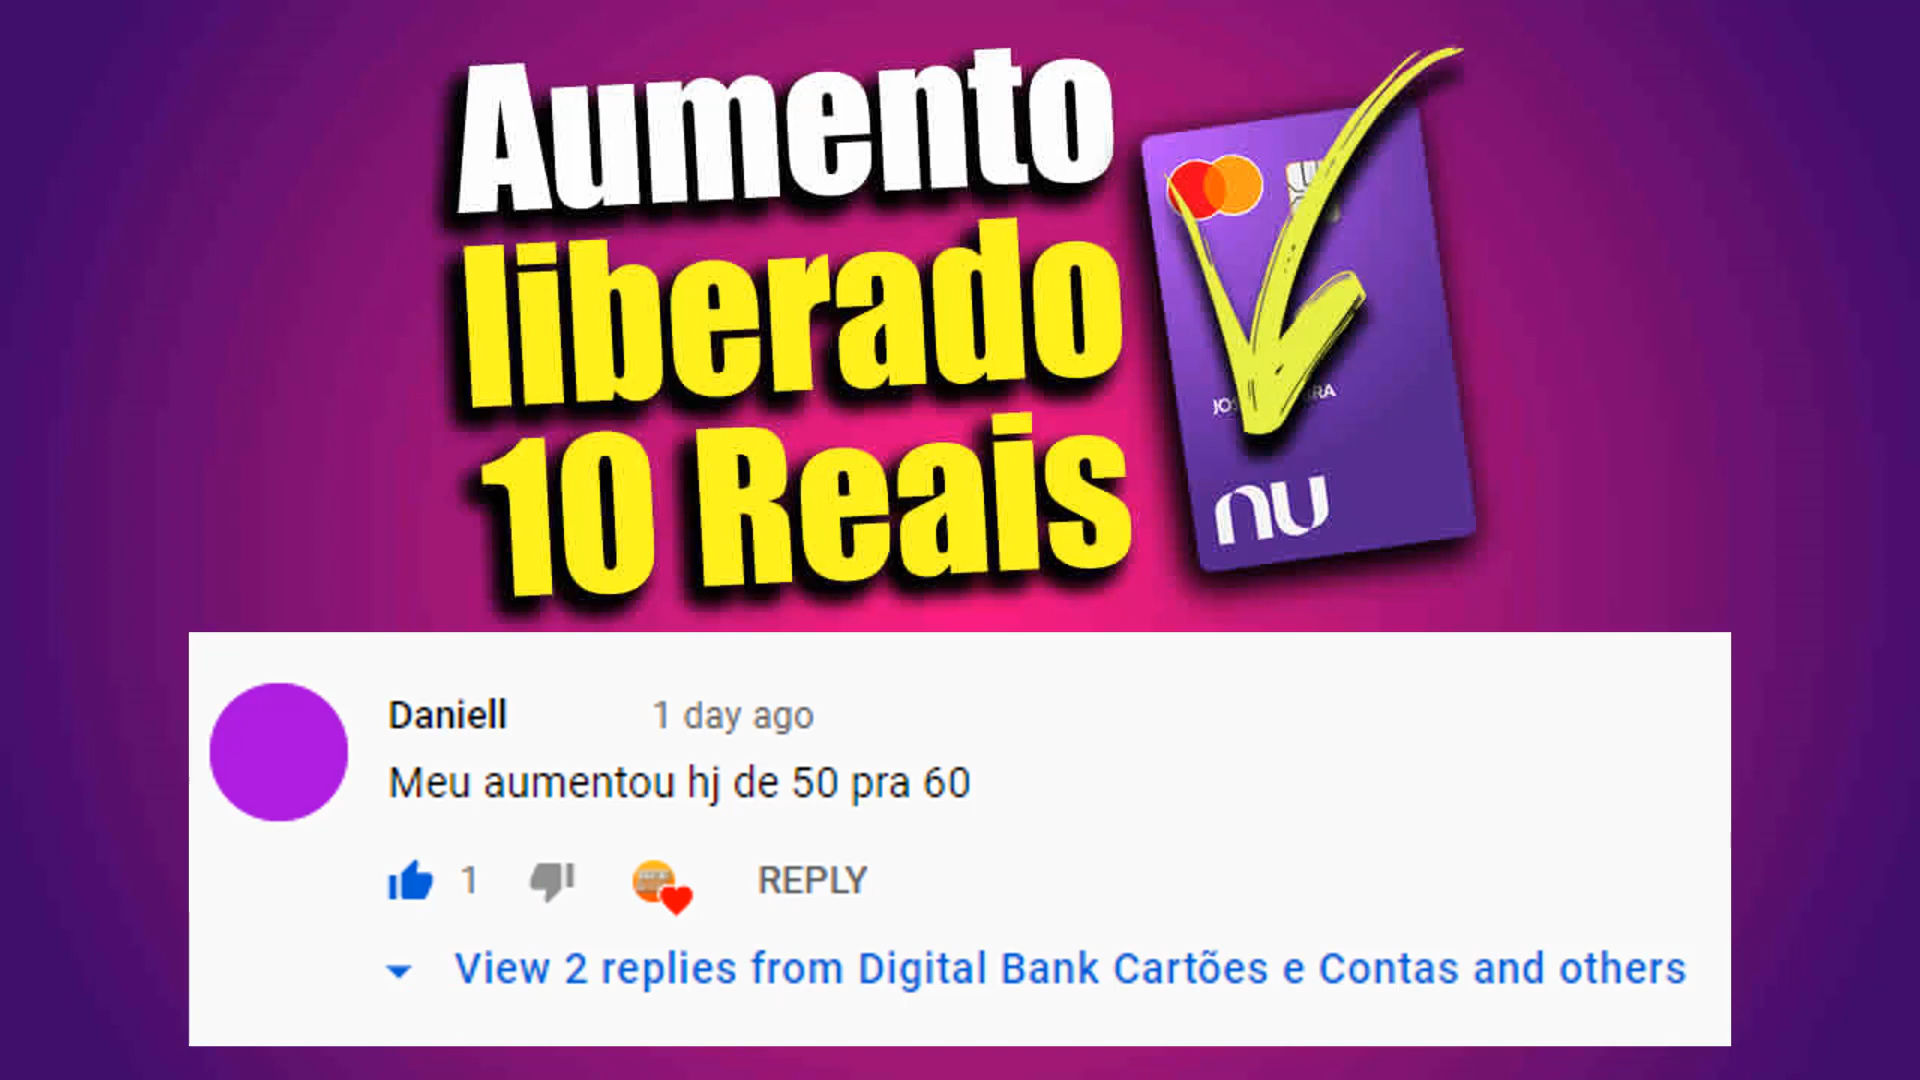 Aumento
liberado
10 Reais
nu
Daniell 1 day ago
Meu aumentou hj de 50 pra 60
1 REPLY
View 2 replies from Digital Bank Cartões e Contas and others